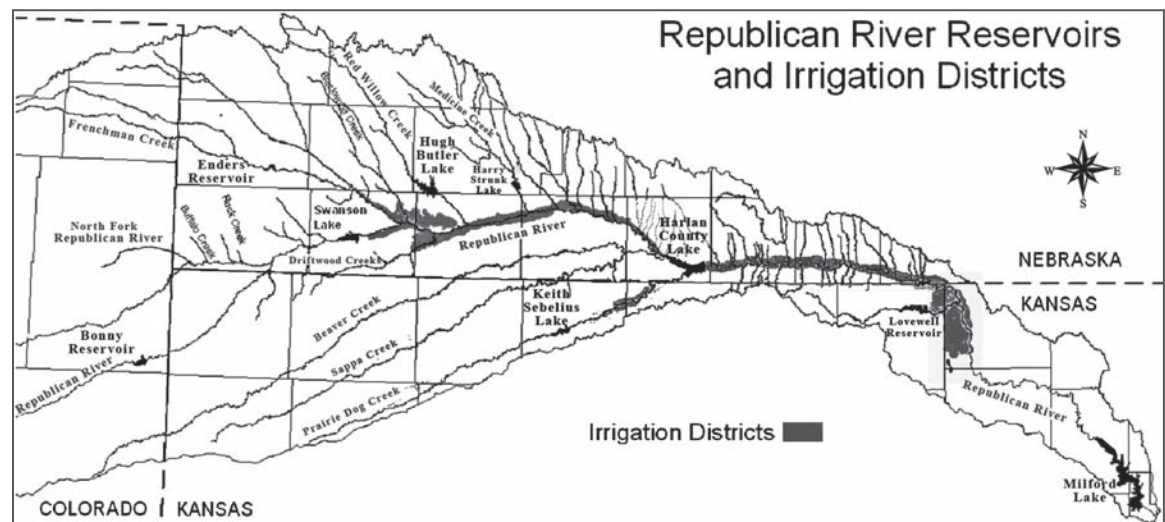 Republican River Reservoirs
and Irrigation Districts
N
W
E
S
Frenchman Creek
Enders
Reservoir
Blackwood Creek
Red Willow Creek
Hugh
Butler
Lake
Medicine Creek
Harry
Strunk
Lake
Swanson
Lake
North Fork
Republican River
Buffalo Creek
Rock Creek
Driftwood Creek
Republican River
Harlan
County
Lake
NEBRASKA
KANSAS
Keith
Sebelius
Lake
Lovewell
Reservoir
Beaver Creek
Bonny
Reservoir
Sappa Creek
Republican River
Prairie Dog Creek
Republican River
Irrigation Districts
Milford
Lake
COLORADO
KANSAS